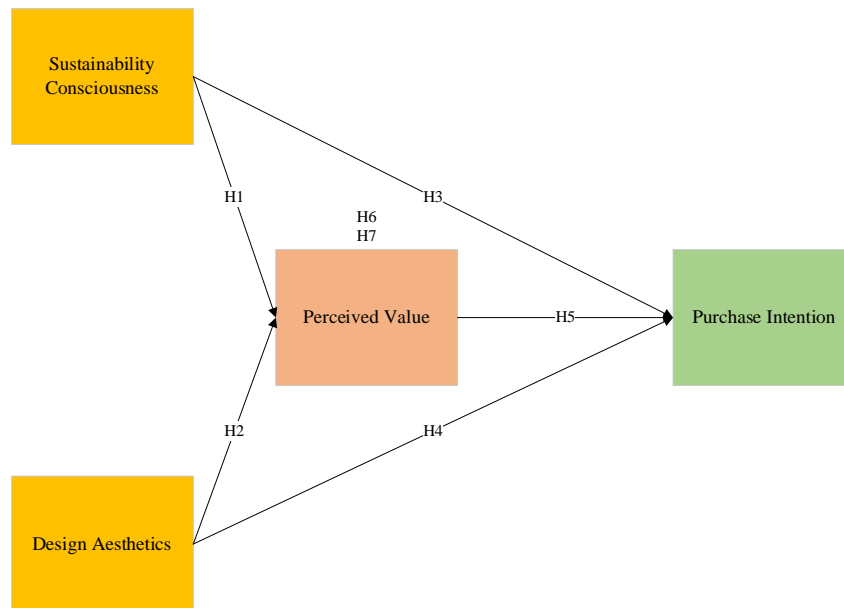 Sustainability
Consciousness
H1
H3
H6
H7
Perceived Value
H5
Purchase Intention
H2
H4
Design Aesthetics